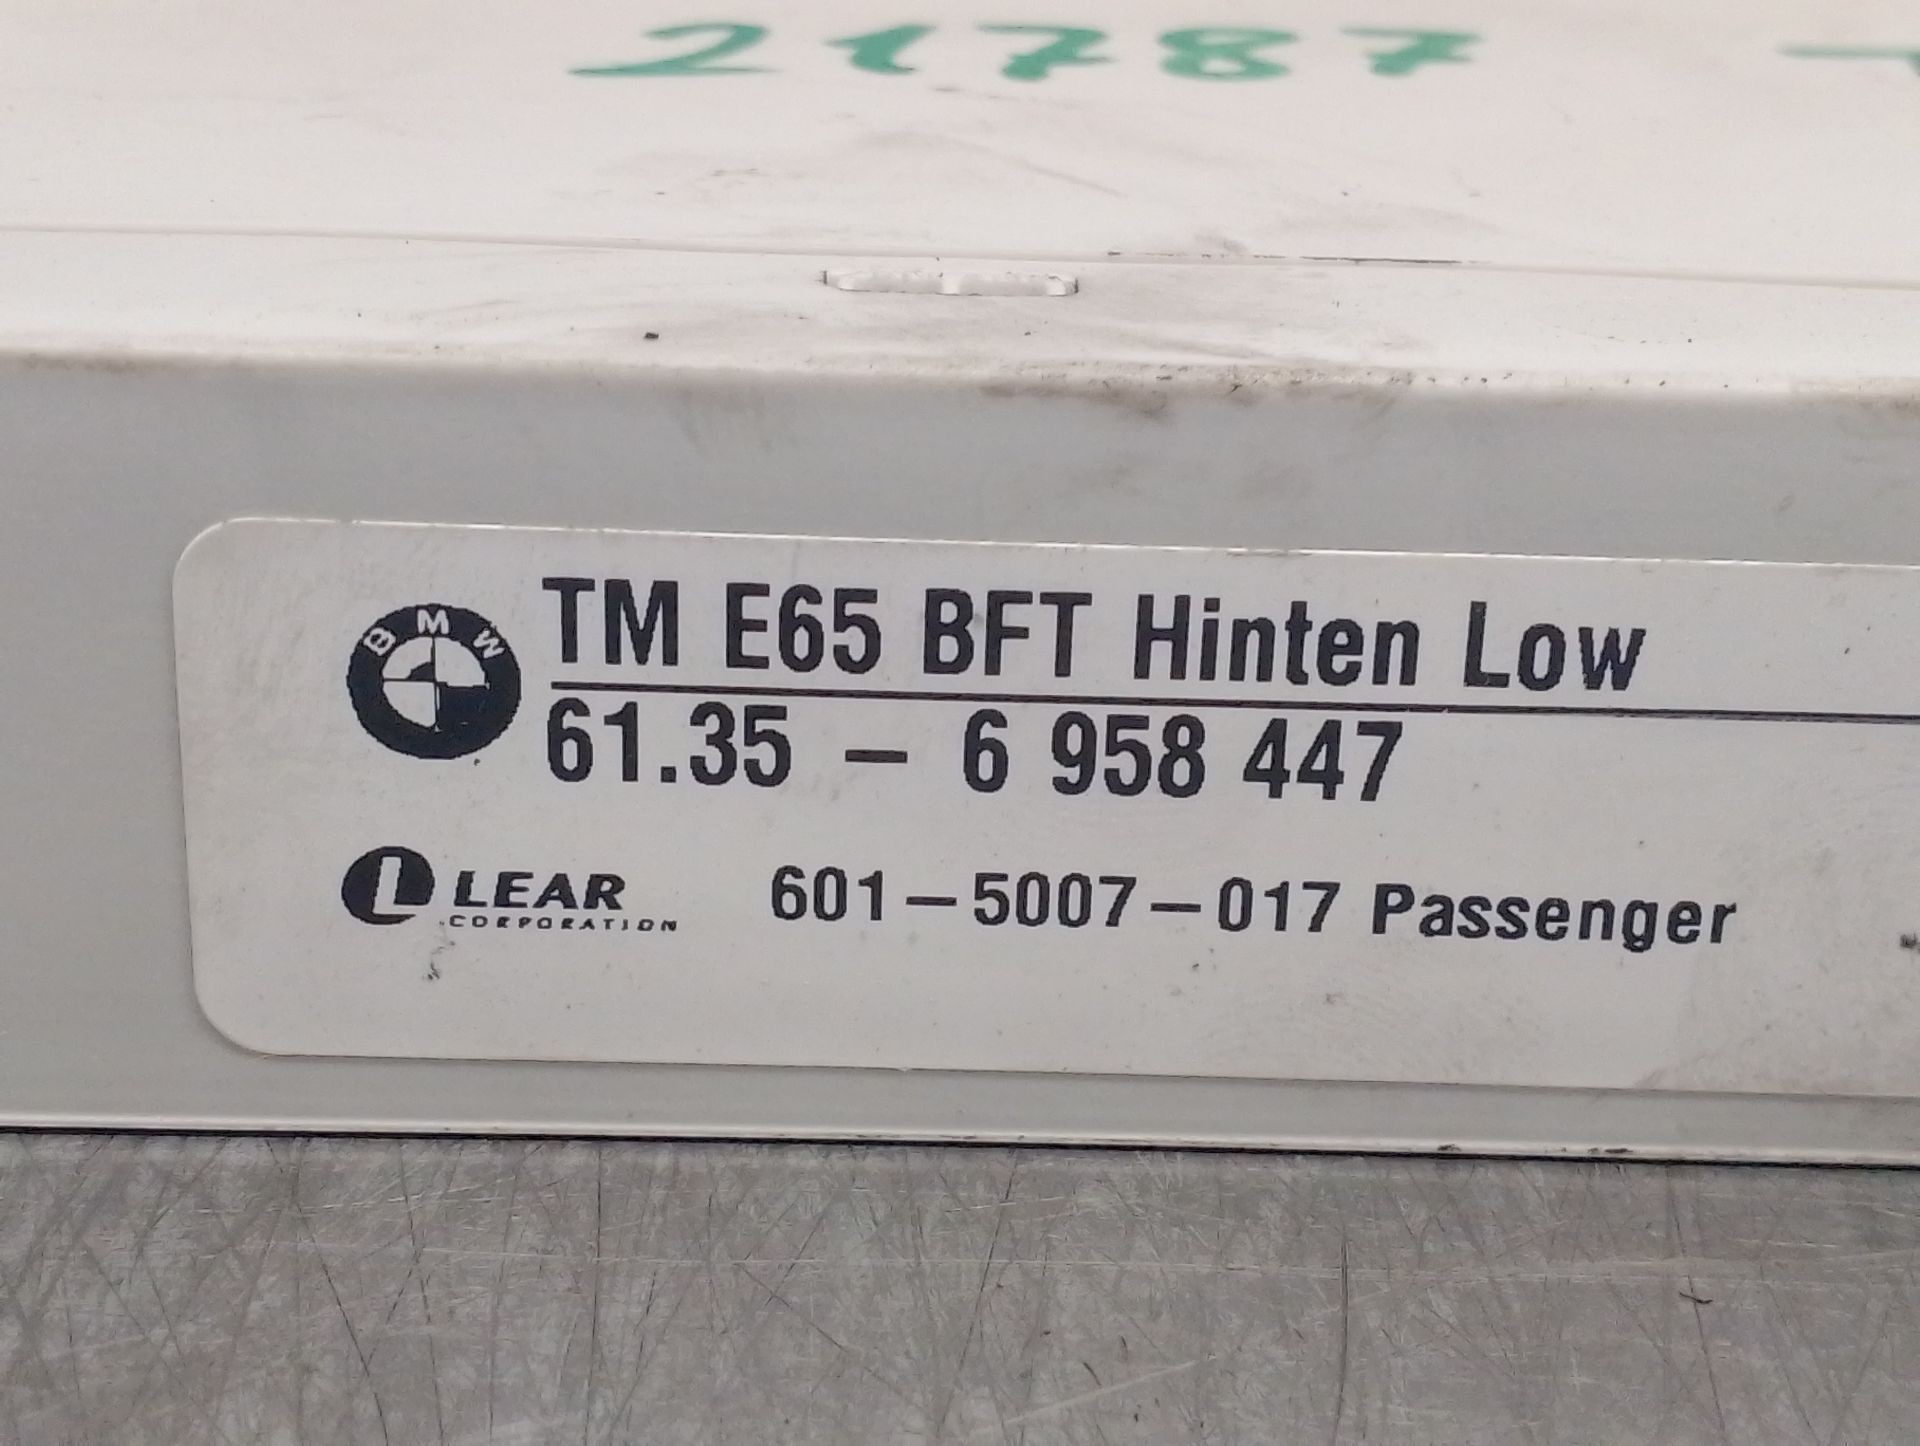 21787
BMW
TM E65 BFT Hinten Low
61.35 - 6 958 447
LEAR
CORPORATION
601-5007-017 Passenger